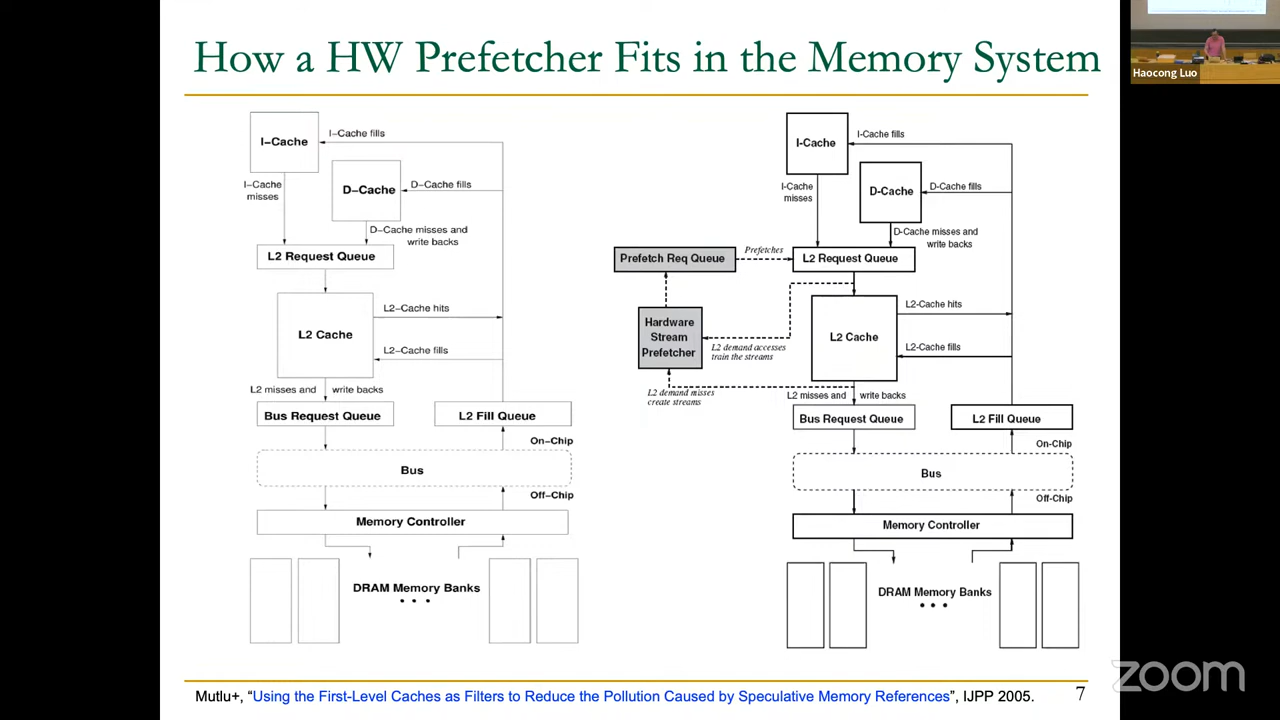 How a HW Prefetcher Fits in the Memory System
Haocong Luo
I–Cache
I–Cache fills
D–Cache
D–Cache fills
I–Cache
misses
D–Cache misses and
write backs
L2 Request Queue
L2 Cache
L2–Cache hits
L2–Cache fills
L2 misses and
write backs
Bus Request Queue
L2 Fill Queue
On–Chip
Bus
Off–Chip
Memory Controller
DRAM Memory Banks
• • •
I-Cache
I-Cache fills
D-Cache
D-Cache fills
I-Cache
misses
D-Cache misses and
write backs
Prefetch Req Queue
Prefetches
L2 Request Queue
Hardware
Stream
Prefetcher
L2 demand accesses
train the streams
L2 Cache
L2-Cache hits
L2-Cache fills
L2 demand misses
create streams
L2 misses and
write backs
Bus Request Queue
L2 Fill Queue
On-Chip
Bus
Off-Chip
Memory Controller
DRAM Memory Banks
• • •
Mutlu+, “Using the First-Level Caches as Filters to Reduce the Pollution Caused by Speculative Memory References”, IJPP 2005.
7
zoom